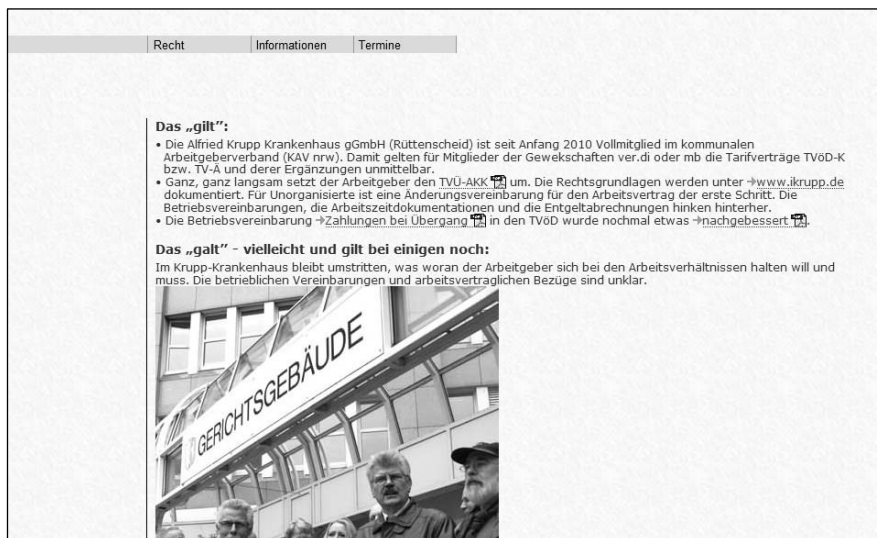 Recht Informationen Termine
Das „gilt”:
• Die Alfried Krupp Krankenhaus gGmbH (Rüttenscheid) ist seit Anfang 2010 Vollmitglied im kommunalen
Arbeitgeberverband (KAV nrw). Damit gelten für Mitglieder der Gewekschaften ver.di oder mb die Tarifverträge TVöD-K
bzw. TV-Ä und derer Ergänzungen unmittelbar.
• Ganz, ganz langsam setzt der Arbeitgeber den TVÜ-AKK um. Die Rechtsgrundlagen werden unter →www.ikrupp.de
dokumentiert. Für Unorganisierte ist eine Änderungsvereinbarung für den Arbeitsvertrag der erste Schritt. Die
Betriebsvereinbarungen, die Arbeitszeitdokumentationen und die Entgeltabrechnungen hinken hinterher.
• Die Betriebsvereinbarung →Zahlungen bei Übergang in den TVöD wurde nochmal etwas →nachgebessert.
Das „galt” - vielleicht und gilt bei einigen noch:
Im Krupp-Krankenhaus bleibt umstritten, was woran der Arbeitgeber sich bei den Arbeitsverhältnissen halten will und
muss. Die betrieblichen Vereinbarungen und arbeitsvertraglichen Bezüge sind unklar.
GERICHTSGEBÄUDE